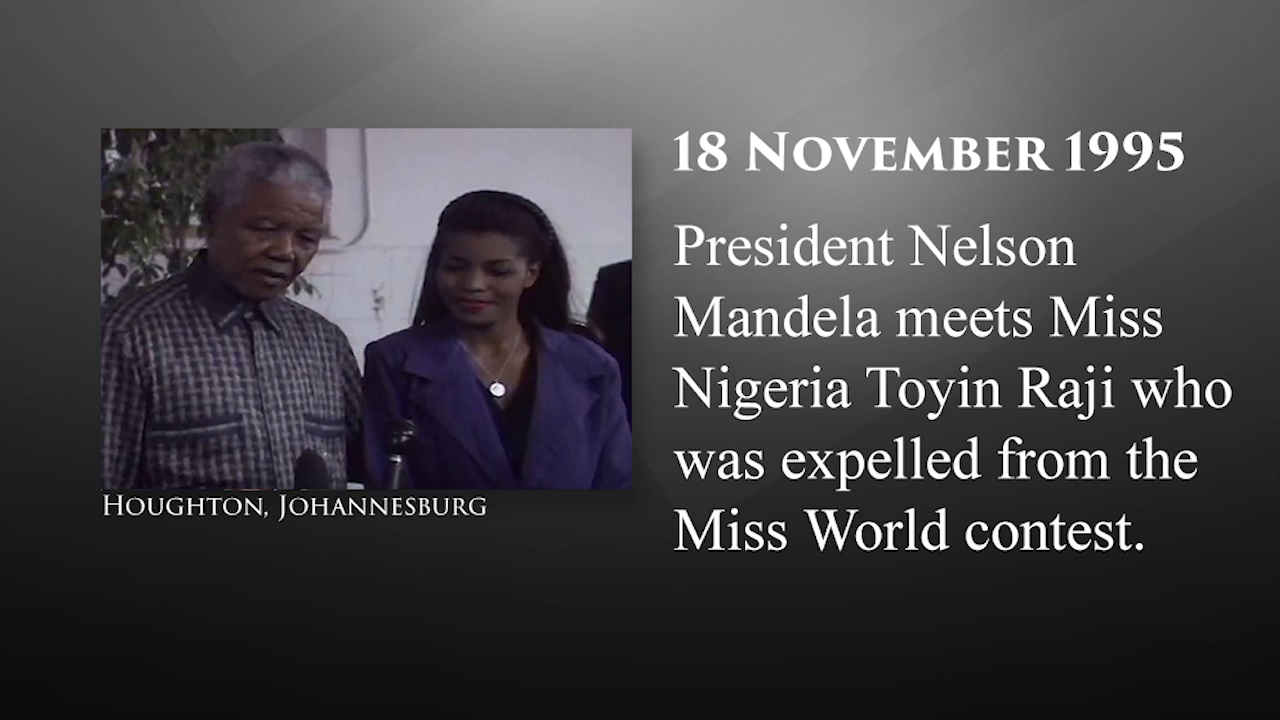 18 November 1995
President Nelson
Mandela meets Miss
Nigeria Toyin Raji who
was expelled from the
Miss World contest.
Houghton, Johannesburg